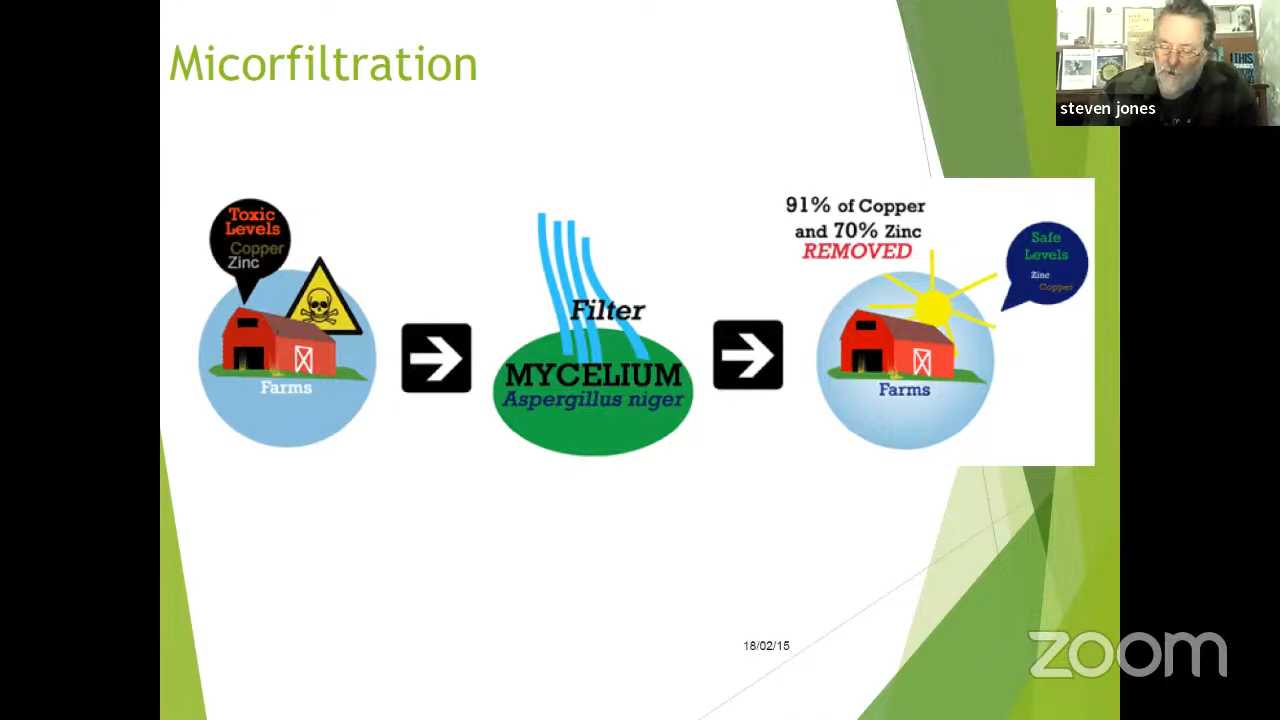 Micorfiltration
steven jones
Toxic
Levels
Copper
Zinc
Farms
Filter
MYCELIUM
Aspergillus niger
91% of Copper
and 70% Zinc
REMOVED
Safe
Levels
Zinc
Copper
Farms
18/02/15
zoom